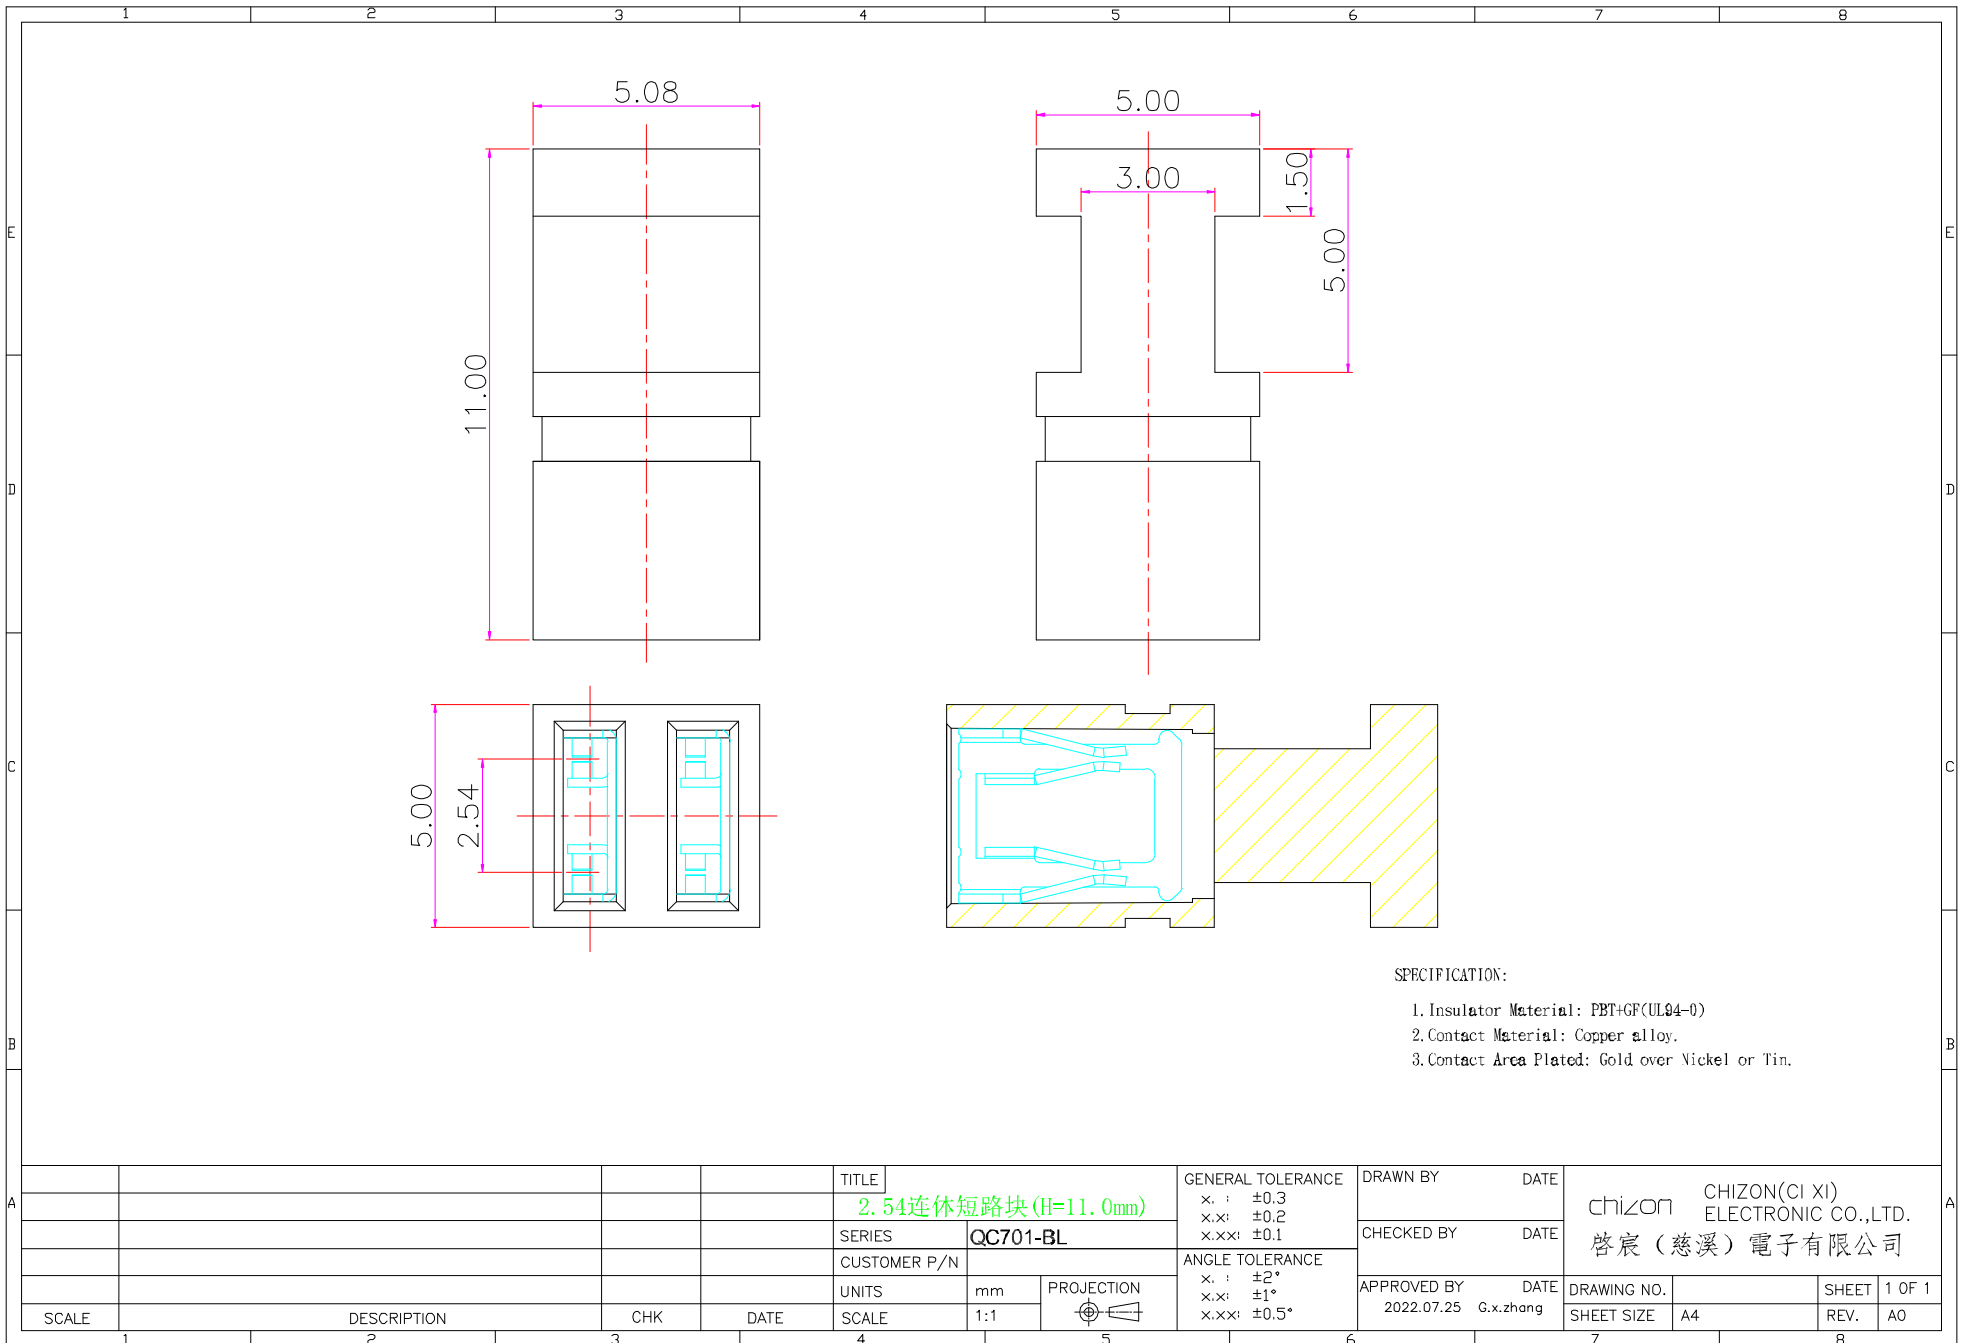 1 2 3 4 5 6 7 8
5.08
5.00
3.00
1.50
5.00
11.00
E E
D D
5.00
2.54
C C
SPECIFICATION:
1. Insulator Material: PBT+GF(UL94-0)
2. Contact Material: Copper alloy.
3. Contact Area Plated: Gold over Nickel or Tin.
B B
A A
TITLE
2.54连休短路块(H=11.0mm)
SERIES QC701-BL
CUSTOMER P/N
UNITS mm PROJECTION
SCALE 1:1
SCALE DESCRIPTION CHK DATE
GENERAL TOLERANCE
x. : ±0.3
x.x: ±0.2
x.xx: ±0.1
ANGLE TOLERANCE
x. : ±2°
x.x: ±1°
x.xx: ±0.5°
DRAWN BY DATE
CHECKED BY DATE
APPROVED BY DATE
2022.07.25 G.x.zhang
chizon
CHIZON(CI XI)
ELECTRONIC CO.,LTD.
啓宸（慈溪）電子有限公司
DRAWING NO. SHEET 1 OF 1
SHEET SIZE A4 REV. A0
1 2 3 4 5 6 7 8